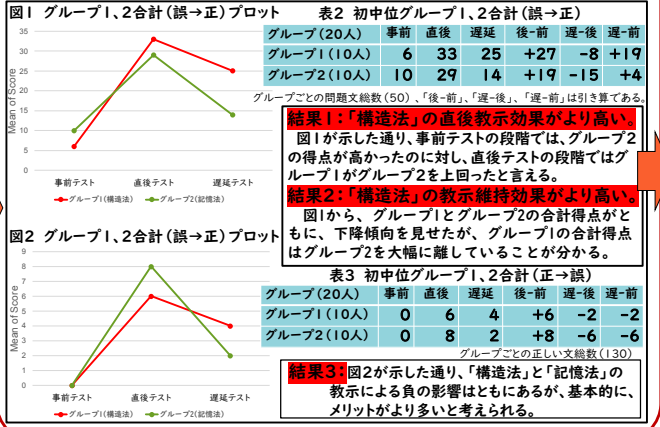 図1 グループ1、2合計(誤→正)プロット
Mean of Score
35
30
25
20
15
10
5
0
事前テスト 直後テスト 遅延テスト
グループ1(構造法) グループ2(記憶法)
表2 初中位グループ1、2合計(誤→正)
グループ(20人) 事前 直後 遅延 後-前 遅-後 遅-前
グループ1(10人) 6 33 25 +27 -8 +19
グループ2(10人) 10 29 14 +19 -15 +4
グループごとの問題文総数(50)、「後-前」、「遅-後」、「遅-前」は引き算である。
結果1:「構造法」の直後教示効果がより高い。
図1が示した通り、事前テストの段階では、グループ2
の得点が高かったのに対し、直後テストの段階ではグ
ループ1がグループ2を上回ったと言える。
結果2:「構造法」の教示維持効果がより高い。
図1から、グループ1とグループ2の合計得点がと
もに、下降傾向を見せたが、グループ1の合計得点
はグループ2を大幅に離していることが分かる。
図2 グループ1、2合計(正→誤)プロット
Mean of Score
9
8
7
6
5
4
3
2
1
0
事前テスト 直後テスト 遅延テスト
グループ1(構造法) グループ2(記憶法)
表3 初中位グループ1、2合計(正→誤)
グループ(20人) 事前 直後 遅延 後-前 遅-後 遅-前
グループ1(10人) 0 6 4 +6 -2 -2
グループ2(10人) 0 8 2 +8 -6 -6
グループごとの正しい文総数(130)
結果3:図2が示した通り、「構造法」と「記憶法」の
教示による負の影響はともにあるが、基本的に、
メリットがより多いと考えられる。